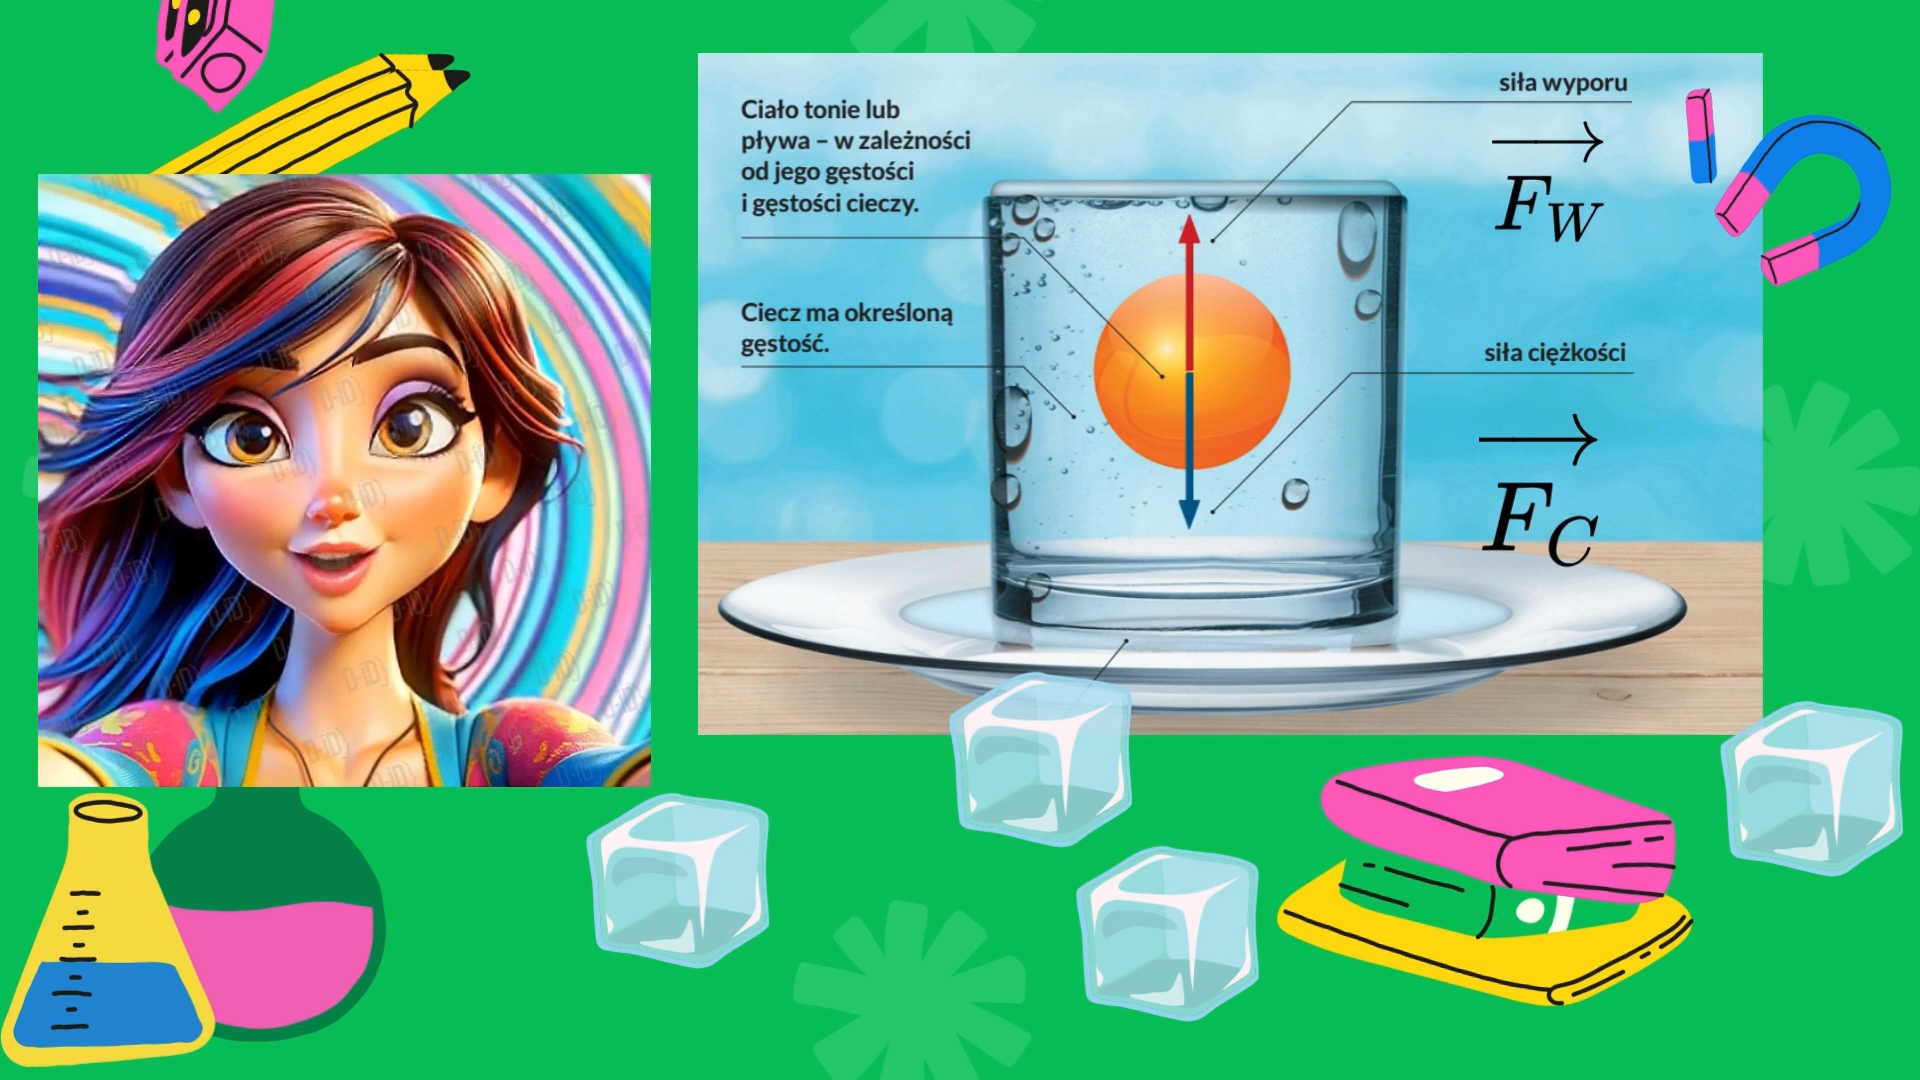 Ciało tonie lub
pływa – w zależności
od jego gęstości
i gęstości cieczy.
Ciecz ma określoną
gęstość.
siła wyporu
F_W
siła ciężkości
F_C